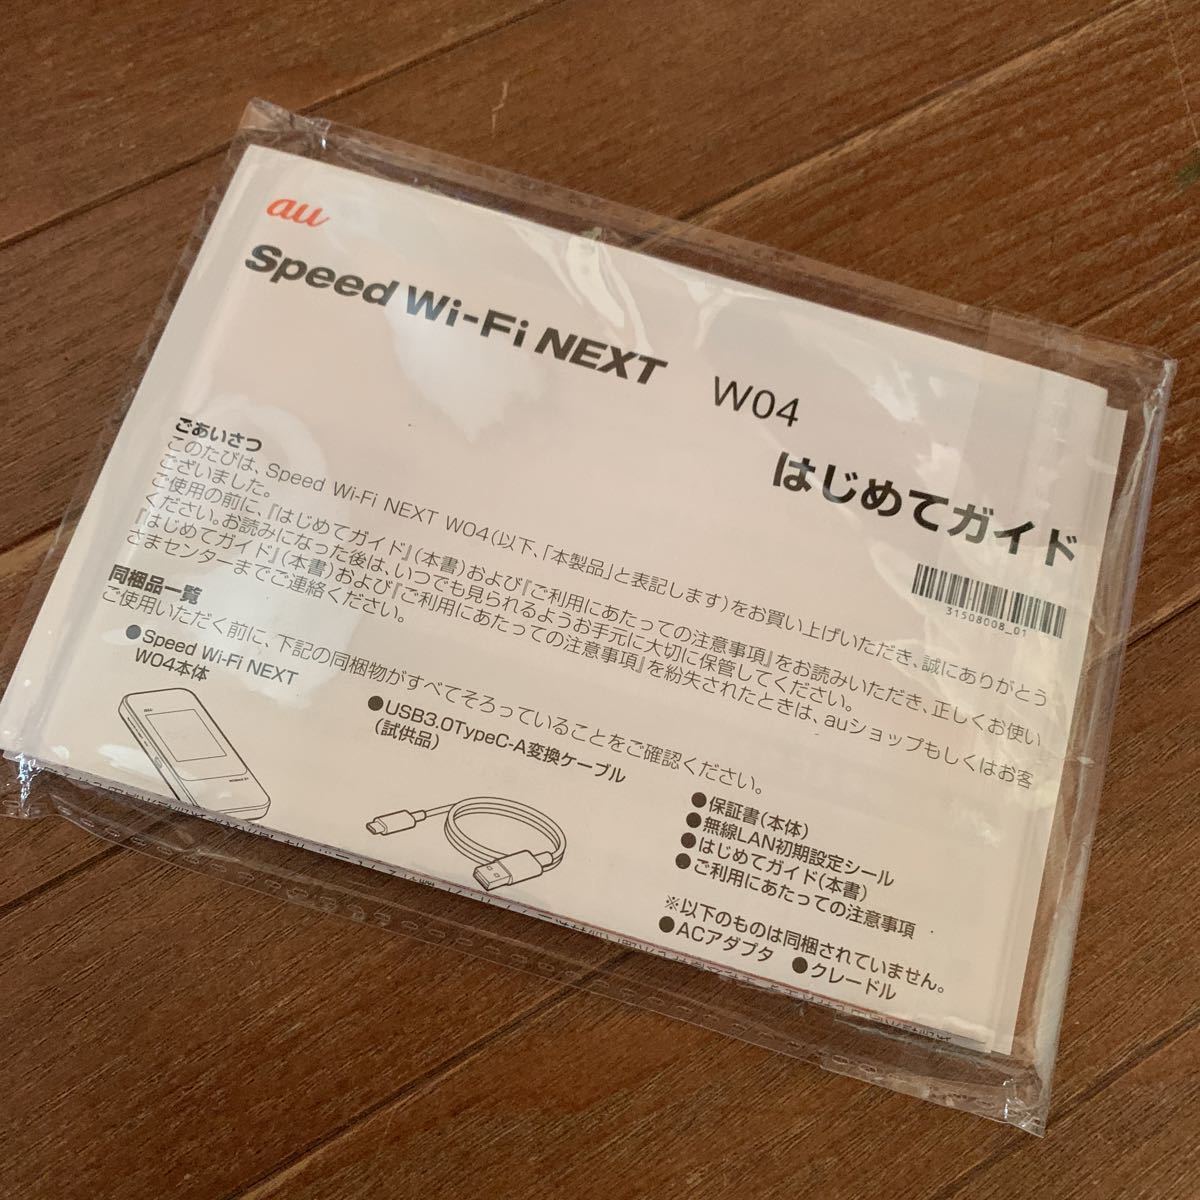 au
Speed Wi-Fi NEXT W04
はじめてガイド
31508008_01
ごあいさつ
このたびは、Speed Wi-Fi NEXT W04(以下、「本製品」と表記します)をお買い上げいただき、誠にありがとう
ございました。
ご使用の前に、『はじめてガイド』(本書)および『ご利用にあたっての注意事項』をお読みいただき、正しくお使い
ください。お読みになった後は、いつでも見られるようお手元に大切に保管してください。
『はじめてガイド』(本書)および『ご利用にあたっての注意事項』を紛失されたときは、auショップもしくはお客
さまセンターまでご連絡ください。
同梱品一覧
ご使用いただく前に、下記の同梱物がすべてそろっていることをご確認ください。
●Speed Wi-Fi NEXT
W04本体
●USB3.0TypeC-A変換ケーブル
(試供品)
●保証書(本体)
●無線LAN初期設定シール
●はじめてガイド(本書)
●ご利用にあたっての注意事項
※以下のものは同梱されていません。
●ACアダプタ ●クレードル